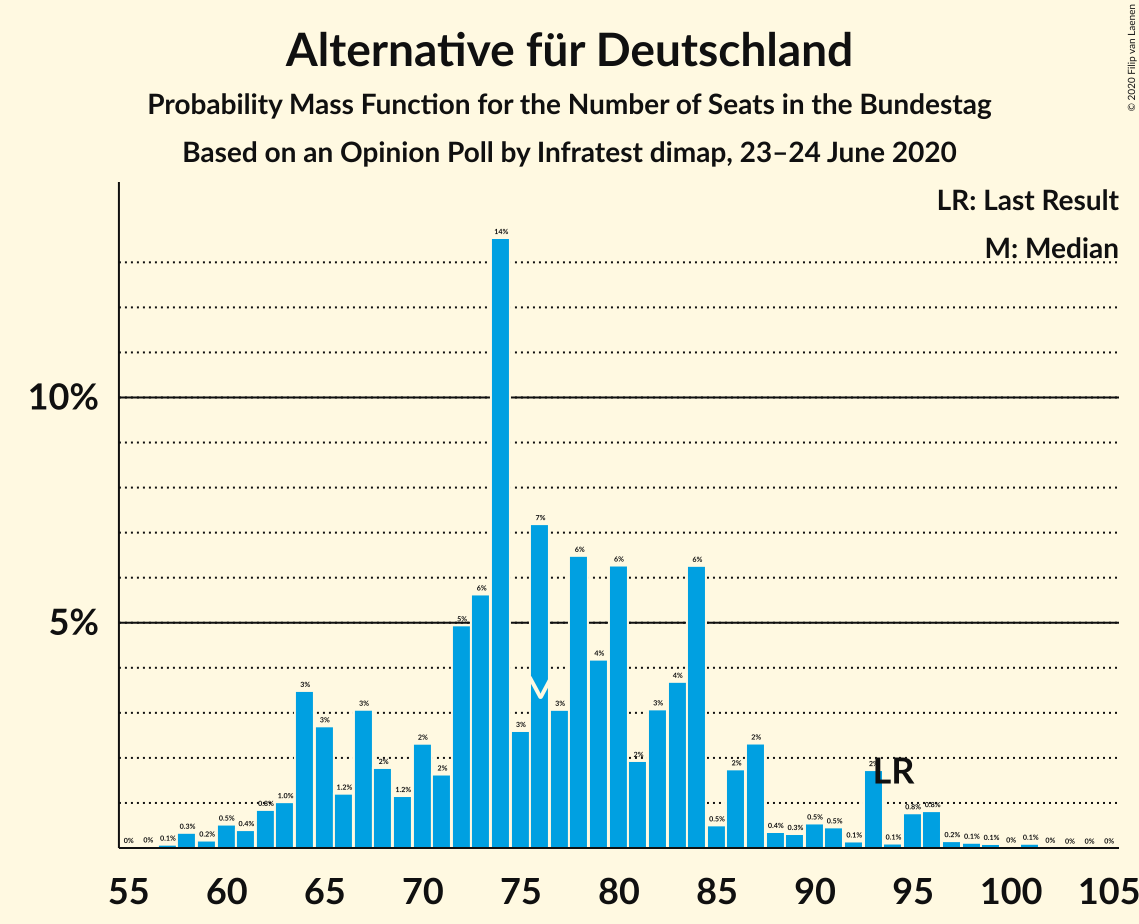 © 2020 Filip van Laenen
Alternative für Deutschland
Probability Mass Function for the Number of Seats in the Bundestag
Based on an Opinion Poll by Infratest dimap, 23–24 June 2020
LR: Last Result
M: Median
10%
5%
0% 0% 0.1% 0.3% 0.2% 0.5% 0.4% 0.8% 1.0% 3% 3% 1.2% 3% 2% 1.2% 2% 2% 5% 6% 14% 3% 7% 3% 6% 4% 6% 2% 3% 4% 6% 0.5% 2% 2% 0.4% 0.3% 0.5% 0.5% 0.1% 2% 0.1% 0.8% 0.8% 0.2% 0.1% 0.1% 0% 0.1% 0% 0% 0% 0%
M
LR
55 60 65 70 75 80 85 90 95 100 105